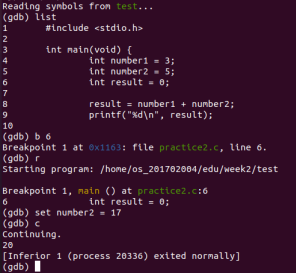 Reading symbols from test...
(gdb) list
1       #include <stdio.h>
2
3       int main(void) {
4               int number1 = 3;
5               int number2 = 5;
6               int result = 0;
7
8               result = number1 + number2;
9               printf("%d\n", result);
10
(gdb) b 6
Breakpoint 1 at 0x1163: file practice2.c, line 6.
(gdb) r
Starting program: /home/os_201702004/edu/week2/test

Breakpoint 1, main () at practice2.c:6
6               int result = 0;
(gdb) set number2 = 17
(gdb) c
Continuing.
20
[Inferior 1 (process 20336) exited normally]
(gdb)